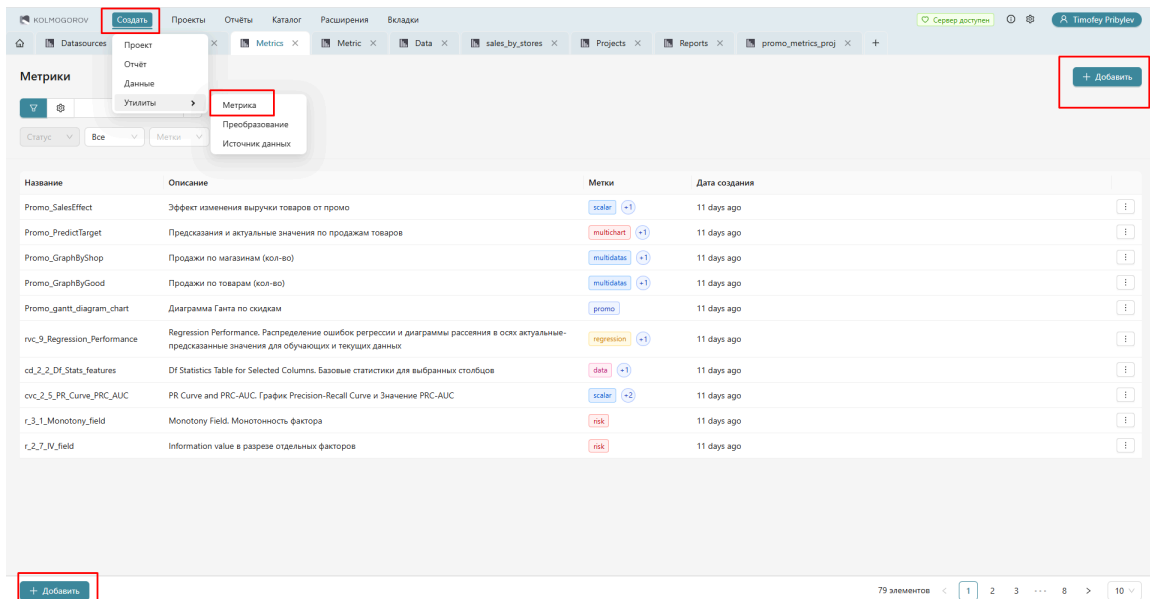 KOLMOGOROV Создать Проекты Отчёты Каталог Расширения Вкладки Сервер доступен Timofey Pribylev
Datasources Metrics Metric Data sales_by_stores Projects Reports promo_metrics_proj
Проект
Отчёт
Данные
Утилиты
Метрика
Преобразование
Источник данных
Метрики
+ Добавить
Статус Все Метки
Название Описание Метки Дата создания
Promo_SalesEffect Эффект изменения выручки товаров от промо scalar +1 11 days ago
Promo_PredictTarget Предсказания и актуальные значения по продажам товаров multichart +1 11 days ago
Promo_GraphByShop Продажи по магазинам (кол-во) multidatas +1 11 days ago
Promo_GraphByGood Продажи по товарам (кол-во) multidatas +1 11 days ago
Promo_gantt_diagram_chart Диаграмма Ганта по скидкам promo 11 days ago
rvc_9_Regression_Performance Regression Performance. Распределение ошибок регрессии и диаграммы рассеяния в осях актуальные-
предсказанные значения для обучающих и текущих данных regression +1 11 days ago
cd_2_2_Df_Stats_features Df Statistics Table for Selected Columns. Базовые статистики для выбранных столбцов data +1 11 days ago
cvc_2_5_PR_Curve_PRC_AUC PR Curve and PRC-AUC. График Precision-Recall Curve и Значение PRC-AUC scalar +2 11 days ago
r_3_1_Monotony_field Monotony Field. Монотонность фактора risk 11 days ago
r_2_7_IV_field Information value в разрезе отдельных факторов risk 11 days ago
+ Добавить 79 элементов < 1 2 3 ••• 8 > 10